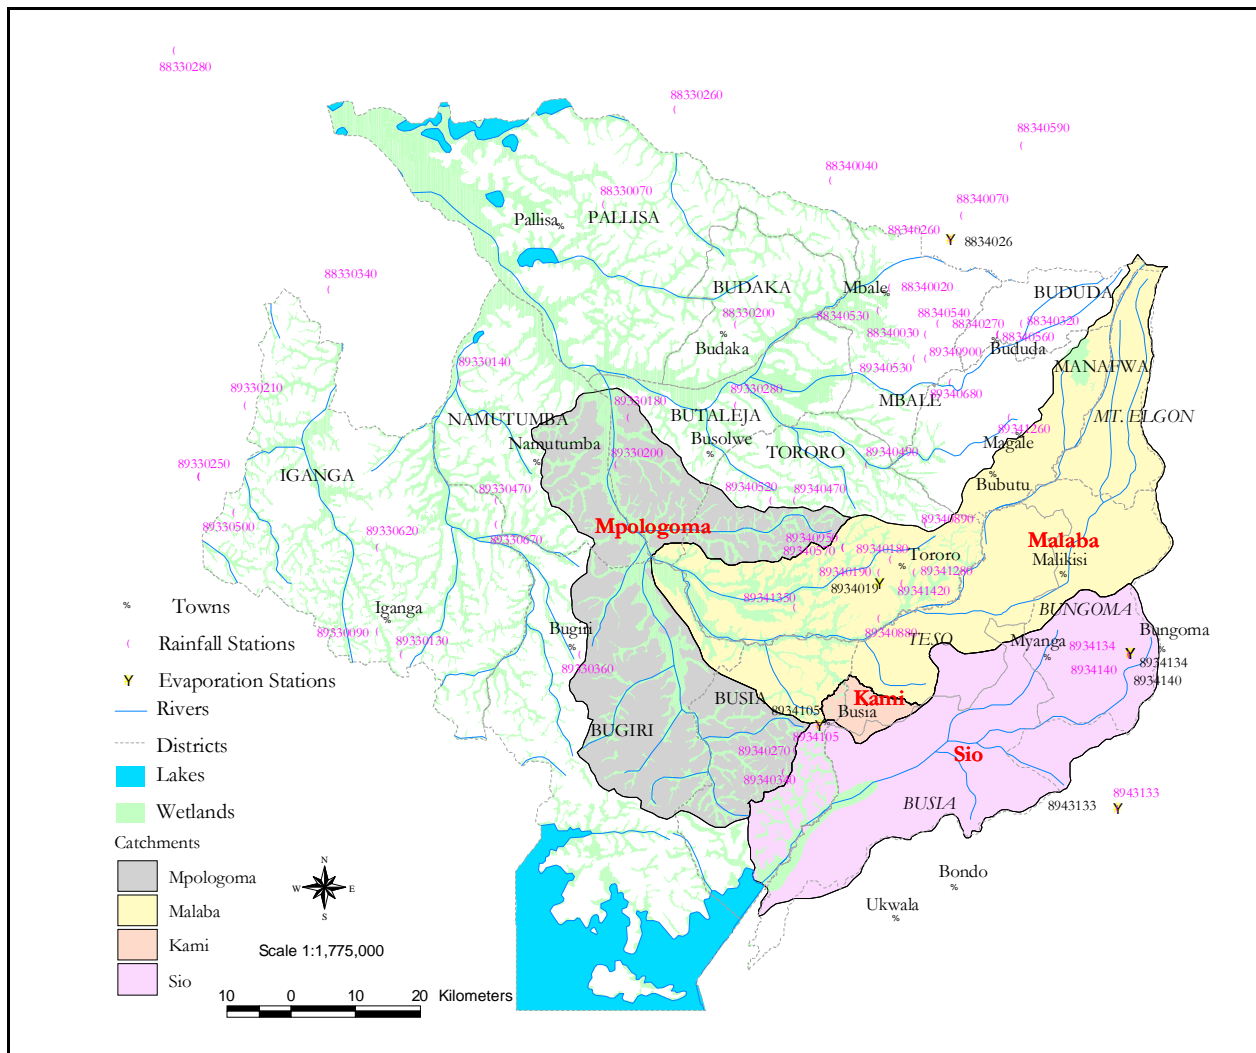 88330280
88330260
88340590
88340040
88330070
88340070
Pallisa
PALLISA
88340260
8834026
88330340
BUDAKA
Mbale
88340020
BUDUDA
88330200
88340530
88340540
88340270
88340320
88340030
88340560
Budaka
89340900
Bududa
89330140
89340530
MANAFWA
89330210
89330280
MBALE
89340680
89330180
BUTALEJA
MT. ELGON
NAMUTUMBA
Namutumba
Busolwe
TORORO
Magale
89341260
89330250
IGANGA
89330200
89340490
Bubutu
89330470
89340520
89340470
89330500
89330620
89330670
Mpologoma
89340890
89340950
89340570
89340180
Tororo
Malaba
Malikisi
89340190
8934019
89341280
89341420
Towns
Iganga
89341330
BUNGOMA
Rainfall Stations
89330090
89330130
Bugiri
89340880
TESO
Myanga
Bungoma
8934134
8934134
Evaporation Stations
89330360
8934140
8934140
Rivers
BUSIA
Kami
8934105
Busia
Districts
BUGIRI
8934105
89340270
Sio
Lakes
89340380
BUSIA
8943133
8943133
Wetlands
Catchments
Mpologoma
N
W
E
S
Bondo
Malaba
Ukwala
Kami
Scale 1:1,775,000
Sio
10 0 10 20 Kilometers